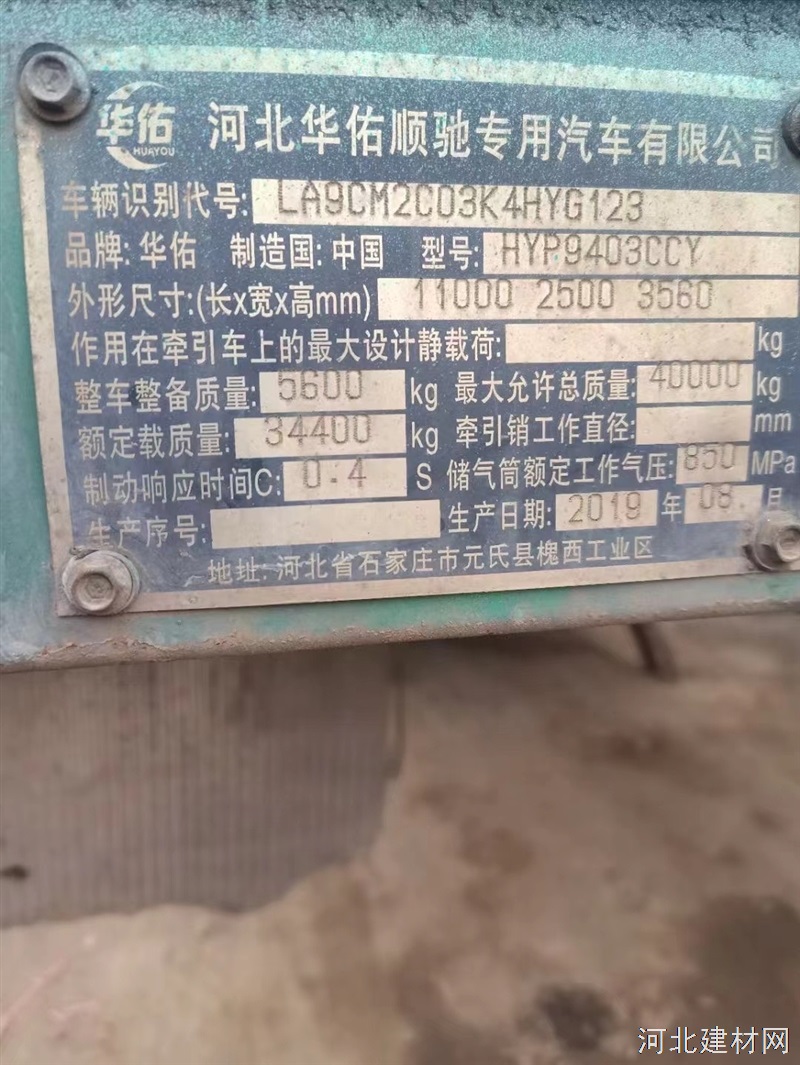 华佑
HUAYOU
河北华佑顺驰专用汽车有限公司
车辆识别代号: LA9CM2C03K4HYG123
品牌: 华佑 制造国: 中国 型号: HYP9403CCY
外形尺寸:(长x宽x高mm) 11000 2500 3560
作用在牵引车上的最大设计静载荷: kg
整车整备质量: 5600 kg 最大允许总质量: 40000 kg
额定载质量: 34400 kg 牵引销工作直径: mm
制动响应时间C: 0.4 S 储气筒额定工作气压: 850 MPa
生产序号: 生产日期: 2019 年 08 月
地址: 河北省石家庄市元氏县槐西工业区
河北建材网